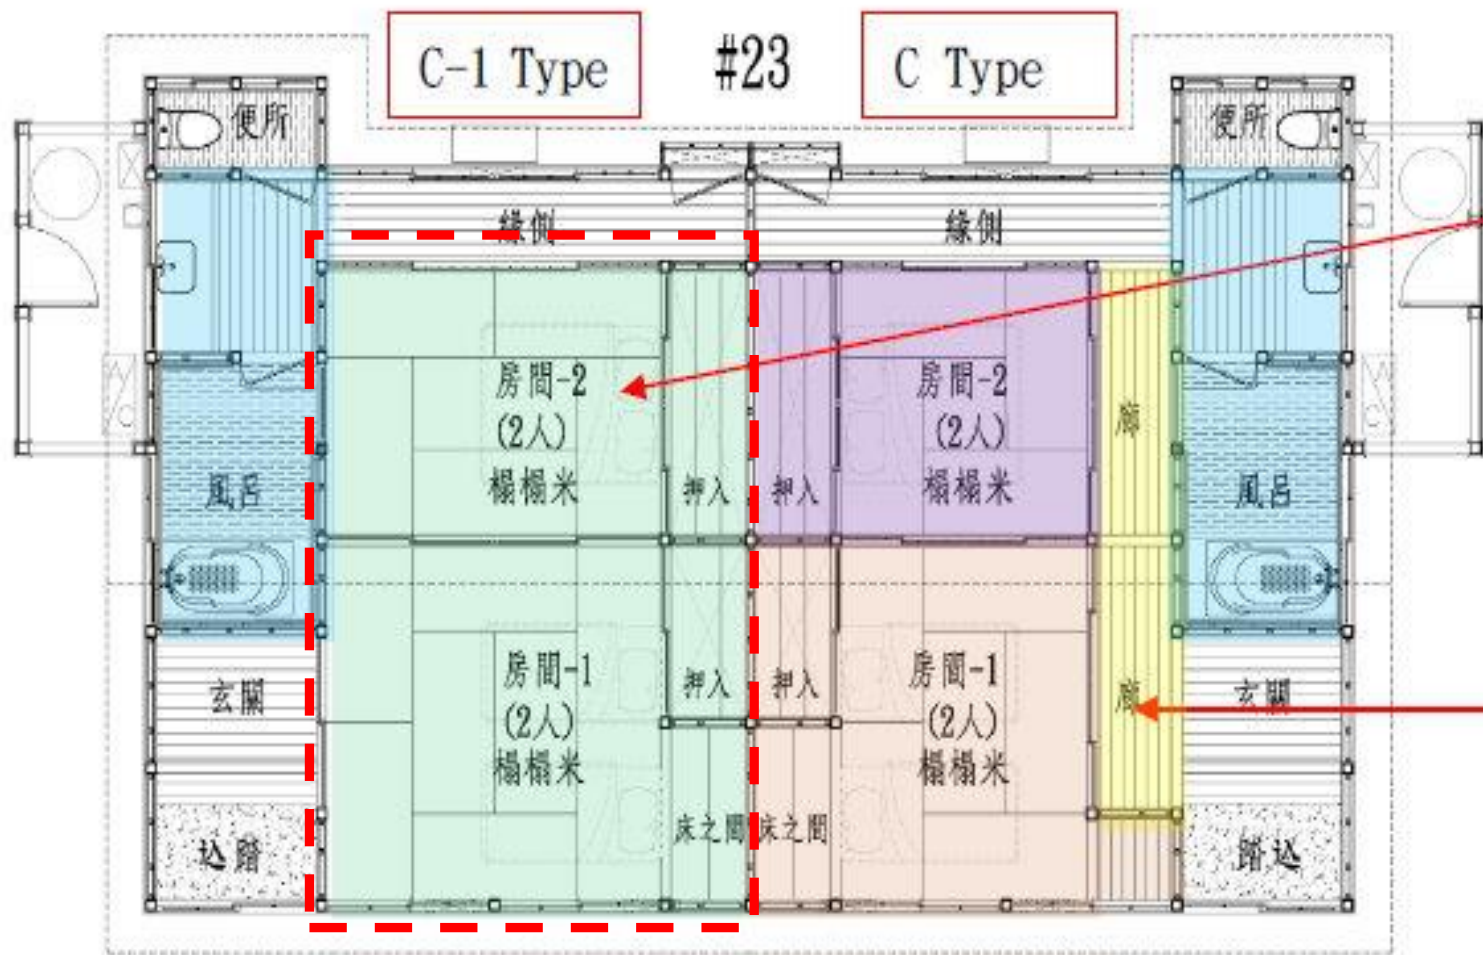 C-1 Type
#23
C Type
便所
便所
緣側
緣側
房間-2
(2人)
榻榻米
押入
押入
房間-2
(2人)
榻榻米
廊
風呂
風呂
玄關
房間-1
(2人)
榻榻米
押入
押入
房間-1
(2人)
榻榻米
廊
玄關
込踏
床之間
床之間
踏込